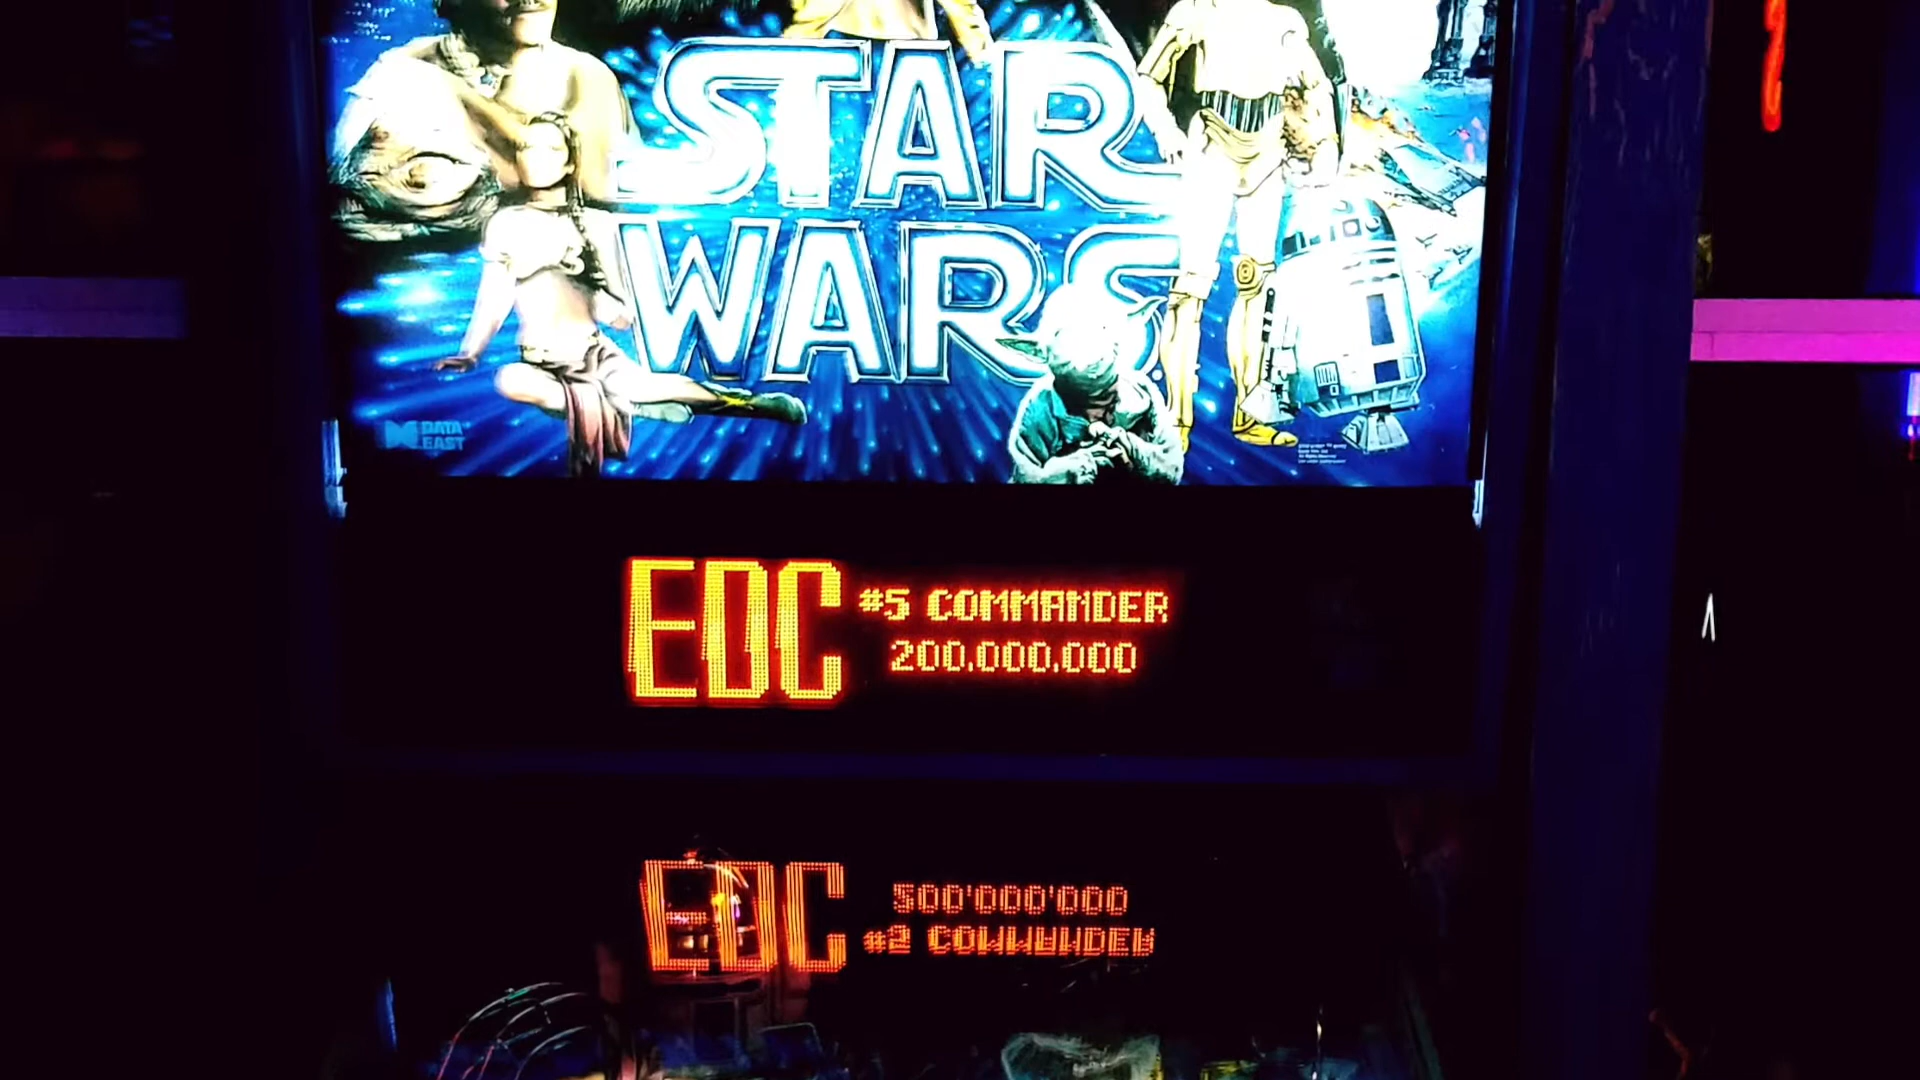 STAR
WARS
DATA
EAST
EDC
#5 COMMANDER
200,000,000